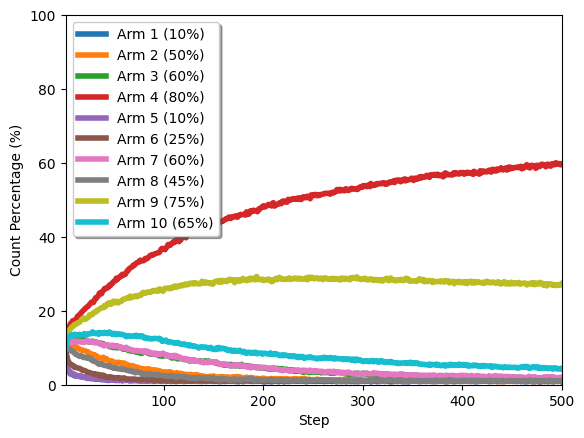 100
80
60
40
20
0
Count Percentage (%)
Arm 1 (10%)
Arm 2 (50%)
Arm 3 (60%)
Arm 4 (80%)
Arm 5 (10%)
Arm 6 (25%)
Arm 7 (60%)
Arm 8 (45%)
Arm 9 (75%)
Arm 10 (65%)
100 200 300 400 500
Step